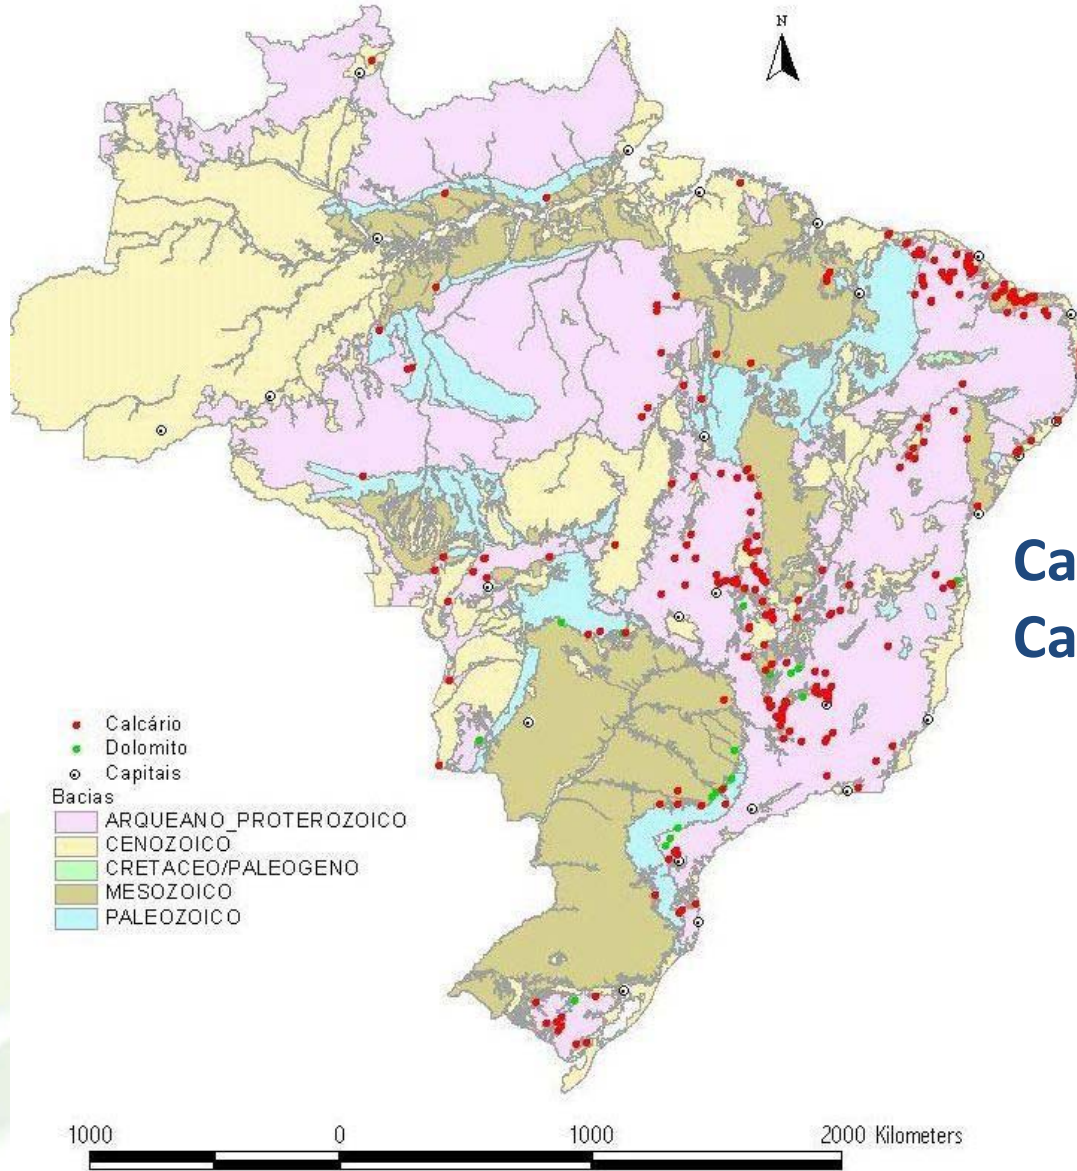 N
Ca
Ca
Calcário
Dolomito
Capitais
Bacias
ARQUEANO_PROTEROZOICO
CENOZOICO
CRETACEO/PALEOGENO
MESOZOICO
PALEOZOICO
1000 0 1000 2000 Kilometers